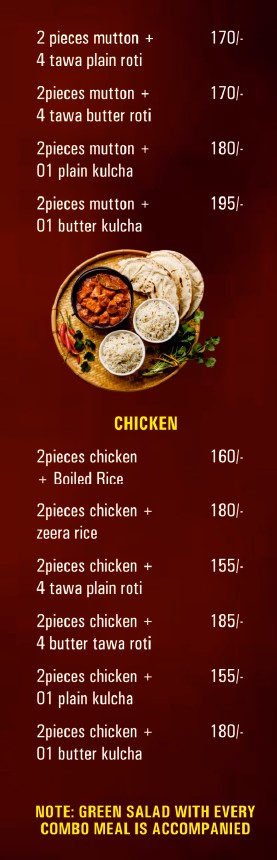 2 pieces mutton + 170/-
4 tawa plain roti
2pieces mutton + 170/-
4 tawa butter roti
2pieces mutton + 180/-
01 plain kulcha
2pieces mutton + 195/-
01 butter kulcha
CHICKEN
2pieces chicken 160/-
+ Boiled Rice
2pieces chicken + 180/-
zeera rice
2pieces chicken + 155/-
4 tawa plain roti
2pieces chicken + 185/-
4 butter tawa roti
2pieces chicken + 155/-
01 plain kulcha
2pieces chicken + 180/-
01 butter kulcha
NOTE: GREEN SALAD WITH EVERY
COMBO MEAL IS ACCOMPANIED